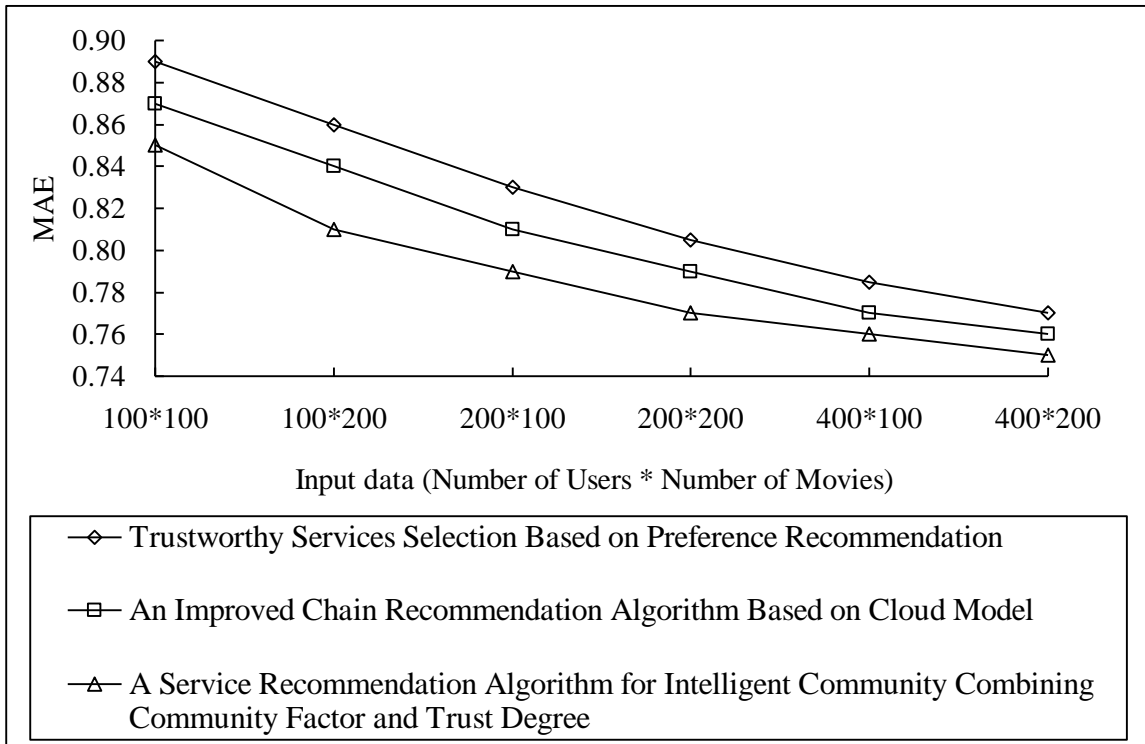 0.90
0.88
0.86
0.84
0.82
0.80
0.78
0.76
0.74
MAE
100*100 100*200 200*100 200*200 400*100 400*200
Input data (Number of Users * Number of Movies)
Trustworthy Services Selection Based on Preference Recommendation
An Improved Chain Recommendation Algorithm Based on Cloud Model
A Service Recommendation Algorithm for Intelligent Community Combining
Community Factor and Trust Degree